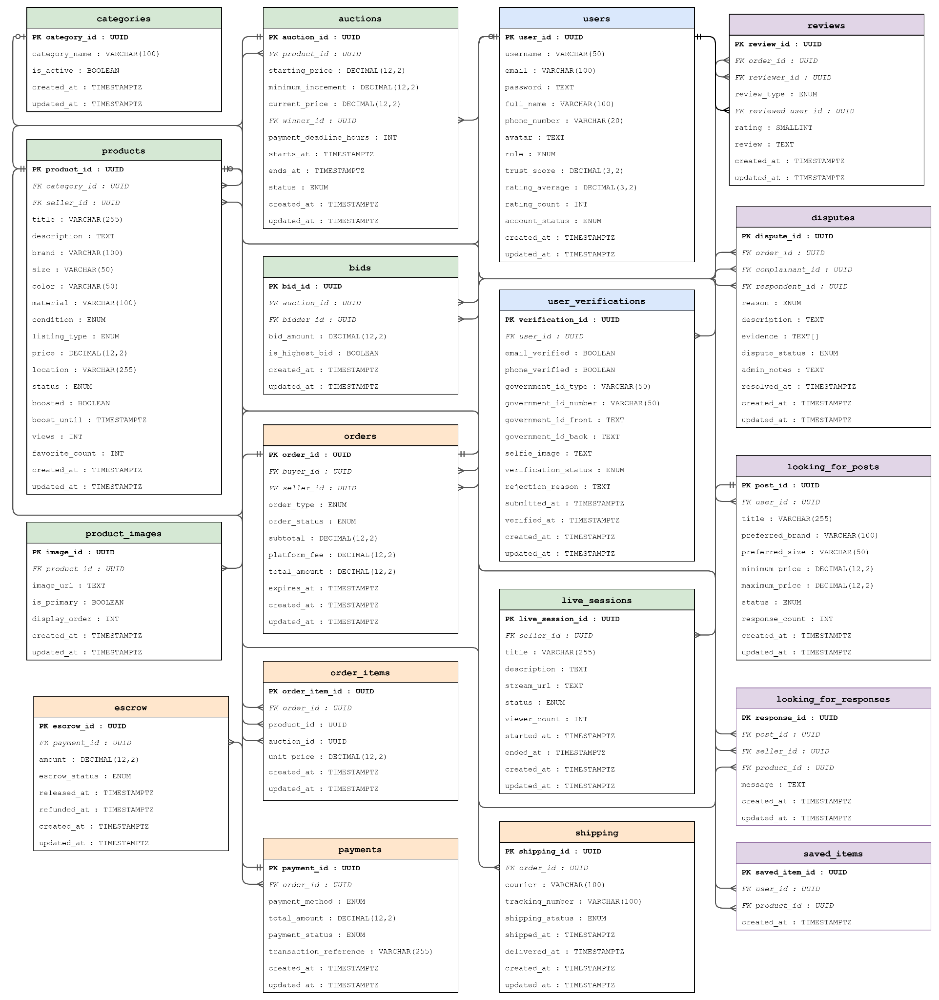 categories
PK category_id : UUID
category_name : VARCHAR(100)
is_active : BOOLEAN
created_at : TIMESTAMPTZ
updated_at : TIMESTAMPTZ
products
PK product_id : UUID
FK category_id : UUID
FK seller_id : UUID
title : VARCHAR(255)
description : TEXT
brand : VARCHAR(100)
size : VARCHAR(50)
color : VARCHAR(50)
material : VARCHAR(100)
condition : ENUM
listing_type : ENUM
price : DECIMAL(12,2)
location : VARCHAR(255)
status : ENUM
boosted : BOOLEAN
boost_until : TIMESTAMPTZ
views : INT
favorite_count : INT
created_at : TIMESTAMPTZ
updated_at : TIMESTAMPTZ
product_images
PK image_id : UUID
FK product_id : UUID
image_url : TEXT
is_primary : BOOLEAN
display_order : INT
created_at : TIMESTAMPTZ
updated_at : TIMESTAMPTZ
escrow
PK escrow_id : UUID
FK payment_id : UUID
amount : DECIMAL(12,2)
escrow_status : ENUM
released_at : TIMESTAMPTZ
refunded_at : TIMESTAMPTZ
created_at : TIMESTAMPTZ
updated_at : TIMESTAMPTZ
auctions
PK auction_id : UUID
FK product_id : UUID
starting_price : DECIMAL(12,2)
minimum_increment : DECIMAL(12,2)
current_price : DECIMAL(12,2)
FK winner_id : UUID
payment_deadline_hours : INT
starts_at : TIMESTAMPTZ
ends_at : TIMESTAMPTZ
status : ENUM
created_at : TIMESTAMPTZ
updated_at : TIMESTAMPTZ
bids
PK bid_id : UUID
FK auction_id : UUID
FK bidder_id : UUID
bid_amount : DECIMAL(12,2)
is_highest_bid : BOOLEAN
created_at : TIMESTAMPTZ
updated_at : TIMESTAMPTZ
orders
PK order_id : UUID
FK buyer_id : UUID
FK seller_id : UUID
order_type : ENUM
order_status : ENUM
subtotal : DECIMAL(12,2)
platform_fee : DECIMAL(12,2)
total_amount : DECIMAL(12,2)
expires_at : TIMESTAMPTZ
created_at : TIMESTAMPTZ
updated_at : TIMESTAMPTZ
order_items
PK order_item_id : UUID
FK order_id : UUID
product_id : UUID
auction_id : UUID
unit_price : DECIMAL(12,2)
created_at : TIMESTAMPTZ
updated_at : TIMESTAMPTZ
payments
PK payment_id : UUID
FK order_id : UUID
payment_method : ENUM
total_amount : DECIMAL(12,2)
payment_status : ENUM
transaction_reference : VARCHAR(255)
created_at : TIMESTAMPTZ
updated_at : TIMESTAMPTZ
users
PK user_id : UUID
username : VARCHAR(50)
email : VARCHAR(100)
password : TEXT
full_name : VARCHAR(100)
phone_number : VARCHAR(20)
avatar : TEXT
role : ENUM
trust_score : DECIMAL(3,2)
rating_average : DECIMAL(3,2)
rating_count : INT
account_status : ENUM
created_at : TIMESTAMPTZ
updated_at : TIMESTAMPTZ
user_verifications
PK verification_id : UUID
FK user_id : UUID
email_verified : BOOLEAN
phone_verified : BOOLEAN
government_id_type : VARCHAR(50)
government_id_number : VARCHAR(50)
government_id_front : TEXT
government_id_back : TEXT
selfie_image : TEXT
verification_status : ENUM
rejection_reason : TEXT
submitted_at : TIMESTAMPTZ
verified_at : TIMESTAMPTZ
created_at : TIMESTAMPTZ
updated_at : TIMESTAMPTZ
live_sessions
PK live_session_id : UUID
FK seller_id : UUID
title : VARCHAR(255)
description : TEXT
stream_url : TEXT
status : ENUM
viewer_count : INT
started_at : TIMESTAMPTZ
ended_at : TIMESTAMPTZ
created_at : TIMESTAMPTZ
updated_at : TIMESTAMPTZ
shipping
PK shipping_id : UUID
FK order_id : UUID
courier : VARCHAR(100)
tracking_number : VARCHAR(100)
shipping_status : ENUM
shipped_at : TIMESTAMPTZ
delivered_at : TIMESTAMPTZ
created_at : TIMESTAMPTZ
updated_at : TIMESTAMPTZ
reviews
PK review_id : UUID
FK order_id : UUID
FK reviewer_id : UUID
review_type : ENUM
FK reviewed_user_id : UUID
rating : SMALLINT
review : TEXT
created_at : TIMESTAMPTZ
updated_at : TIMESTAMPTZ
disputes
PK dispute_id : UUID
FK order_id : UUID
FK complainant_id : UUID
FK respondent_id : UUID
reason : ENUM
description : TEXT
evidence : TEXT[]
dispute_status : ENUM
admin_notes : TEXT
resolved_at : TIMESTAMPTZ
created_at : TIMESTAMPTZ
updated_at : TIMESTAMPTZ
looking_for_posts
PK post_id : UUID
FK user_id : UUID
title : VARCHAR(255)
preferred_brand : VARCHAR(100)
preferred_size : VARCHAR(50)
minimum_price : DECIMAL(12,2)
maximum_price : DECIMAL(12,2)
status : ENUM
response_count : INT
created_at : TIMESTAMPTZ
updated_at : TIMESTAMPTZ
looking_for_responses
PK response_id : UUID
FK post_id : UUID
FK seller_id : UUID
FK product_id : UUID
message : TEXT
created_at : TIMESTAMPTZ
updated_at : TIMESTAMPTZ
saved_items
PK saved_item_id : UUID
FK user_id : UUID
FK product_id : UUID
created_at : TIMESTAMPTZ